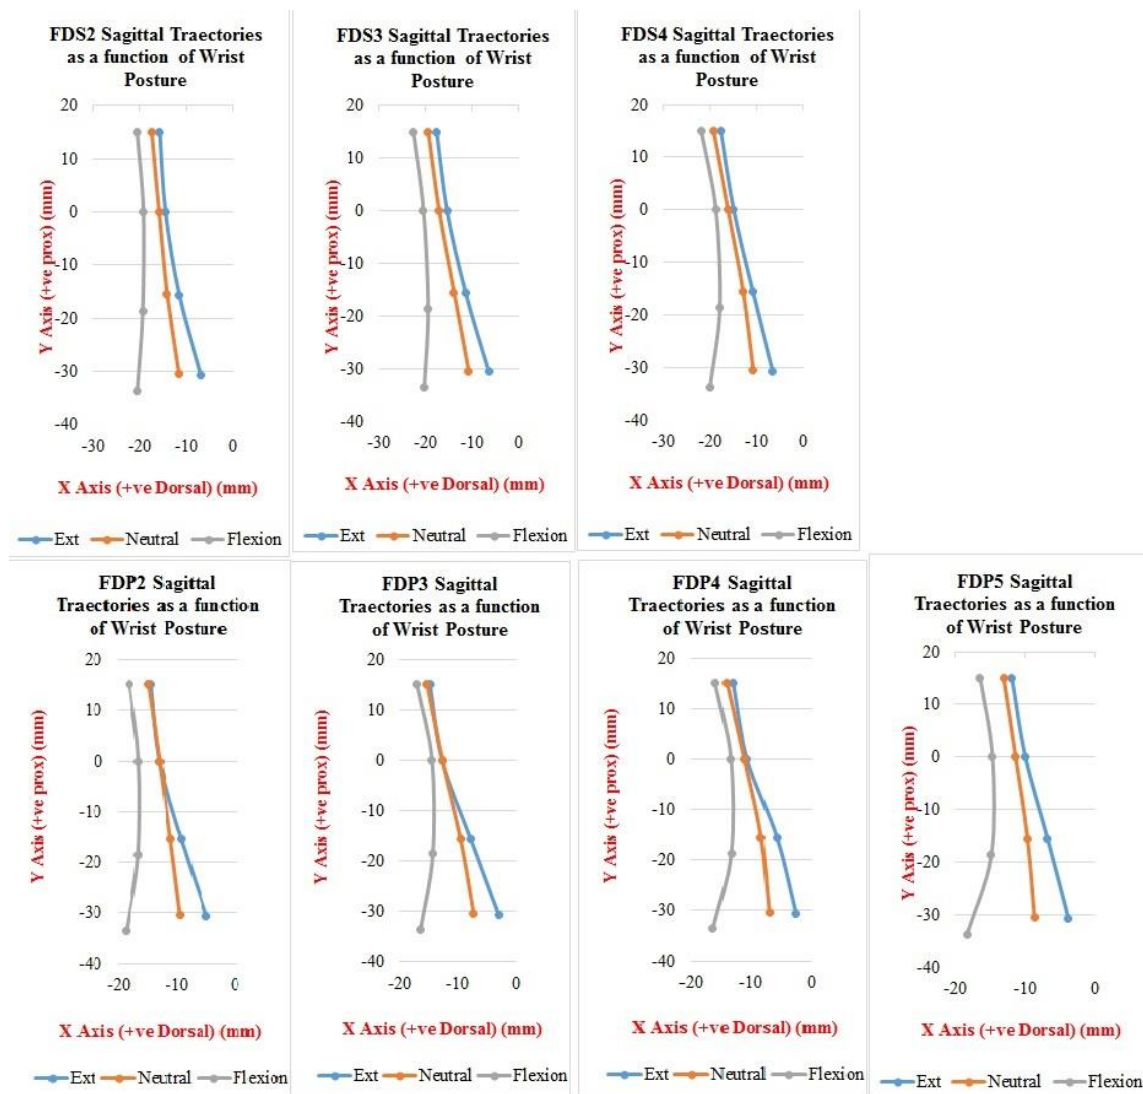 FDS2 Sagittal Traectories
as a function of Wrist
Posture
20
10
0
-10
-20
-30
-40
Y Axis (+ve prox) (mm)
-30 -20 -10 0
X Axis (+ve Dorsal) (mm)
Ext Neutral Flexion
FDS3 Sagittal Traectories
as a function of Wrist
Posture
20
10
0
-10
-20
-30
-40
Y Axis (+ve prox) (mm)
-30 -20 -10 0
X Axis (+ve Dorsal) (mm)
Ext Neutral Flexion
FDS4 Sagittal Traectories
as a function of Wrist
Posture
20
10
0
-10
-20
-30
-40
Y Axis (+ve prox) (mm)
-30 -20 -10 0
X Axis (+ve Dorsal) (mm)
Ext Neutral Flexion
FDP2 Sagittal
Traectories as a function
of Wrist Posture
20
10
0
-10
-20
-30
-40
Y Axis (+ve prox) (mm)
-20 -10 0
X Axis (+ve Dorsal) (mm)
Ext Neutral Flexion
FDP3 Sagittal
Traectories as a function
of Wrist Posture
20
10
0
-10
-20
-30
-40
Y Axis (+ve prox) (mm)
-20 -10 0
X Axis (+ve Dorsal) (mm)
Ext Neutral Flexion
FDP4 Sagittal
Traectories as a function
of Wrist Posture
20
10
0
-10
-20
-30
-40
Y Axis (+ve prox) (mm)
-20 -10 0
X Axis (+ve Dorsal) (mm)
Ext Neutral Flexion
FDP5 Sagittal
Traectories as a function
of Wrist Posture
20
10
0
-10
-20
-30
-40
Y Axis (+ve prox) (mm)
-20 -10 0
X Axis (+ve Dorsal) (mm)
Ext Neutral Flexion